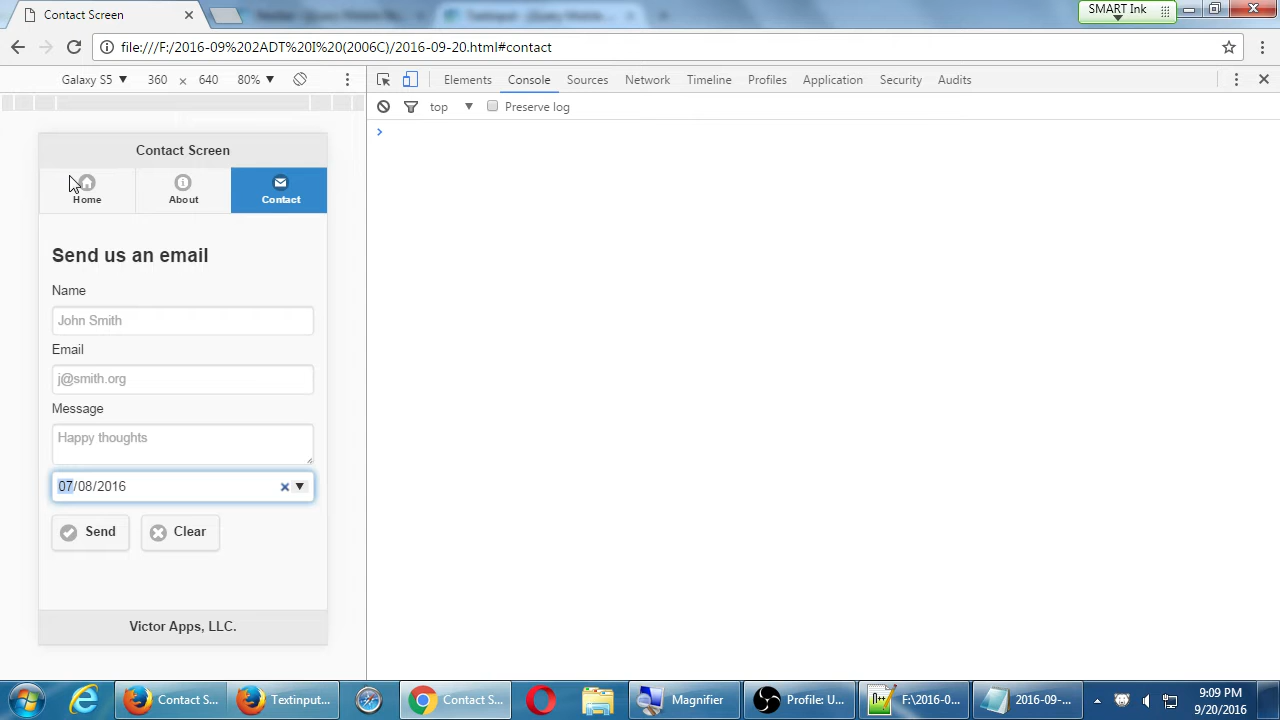 Contact Screen
SMART Ink
file:///F:/2016-09%202ADT%20I%20(2006C)/2016-09-20.html#contact
Galaxy S5 ▼ 360 × 640 80% ▼
Elements Console Sources Network Timeline Profiles Application Security Audits
top ▼ Preserve log
>
Contact Screen
Home About Contact
Send us an email
Name
John Smith
Email
j@smith.org
Message
Happy thoughts
07/08/2016
Send Clear
Victor Apps, LLC.
Contact S... Textinput... Contact S... Magnifier Profile: U... F:\2016-0... 2016-09-...
9:09 PM
9/20/2016